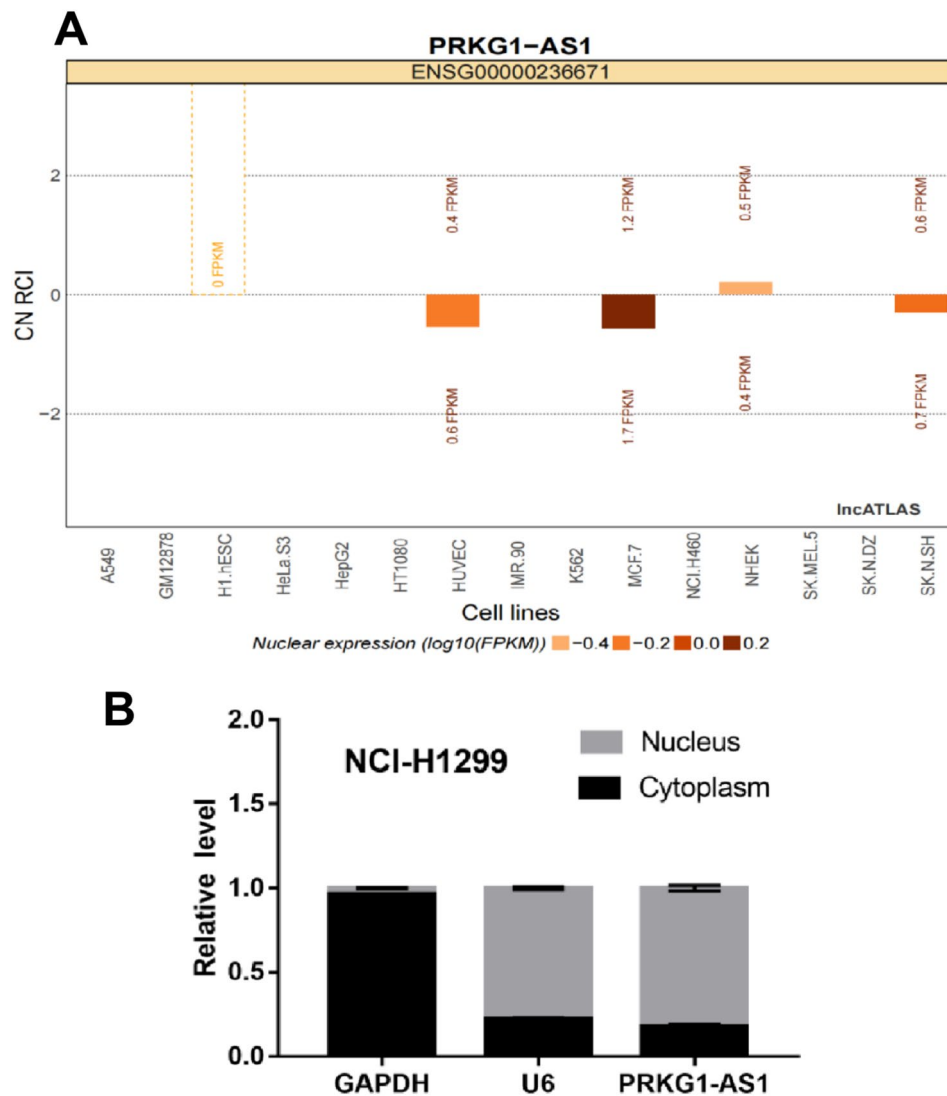 A
PRKG1−AS1
ENSG00000236671
CN RCI
2
0
−2
0 FPKM
0.4 FPKM
0.6 FPKM
1.2 FPKM
1.7 FPKM
0.5 FPKM
0.4 FPKM
0.6 FPKM
0.7 FPKM
lncATLAS
A549
GM12878
H1.hESC
HeLa.S3
HepG2
HT1080
HUVEC
IMR.90
K562
MCF.7
NCI.H460
NHEK
SK.MEL.5
SK.N.DZ
SK.N.SH
Cell lines
Nuclear expression (log10(FPKM)) −0.4 −0.2 0.0 0.2
B
Relative level
2.0
1.5
1.0
0.5
0.0
NCI-H1299
Nucleus
Cytoplasm
GAPDH U6 PRKG1-AS1